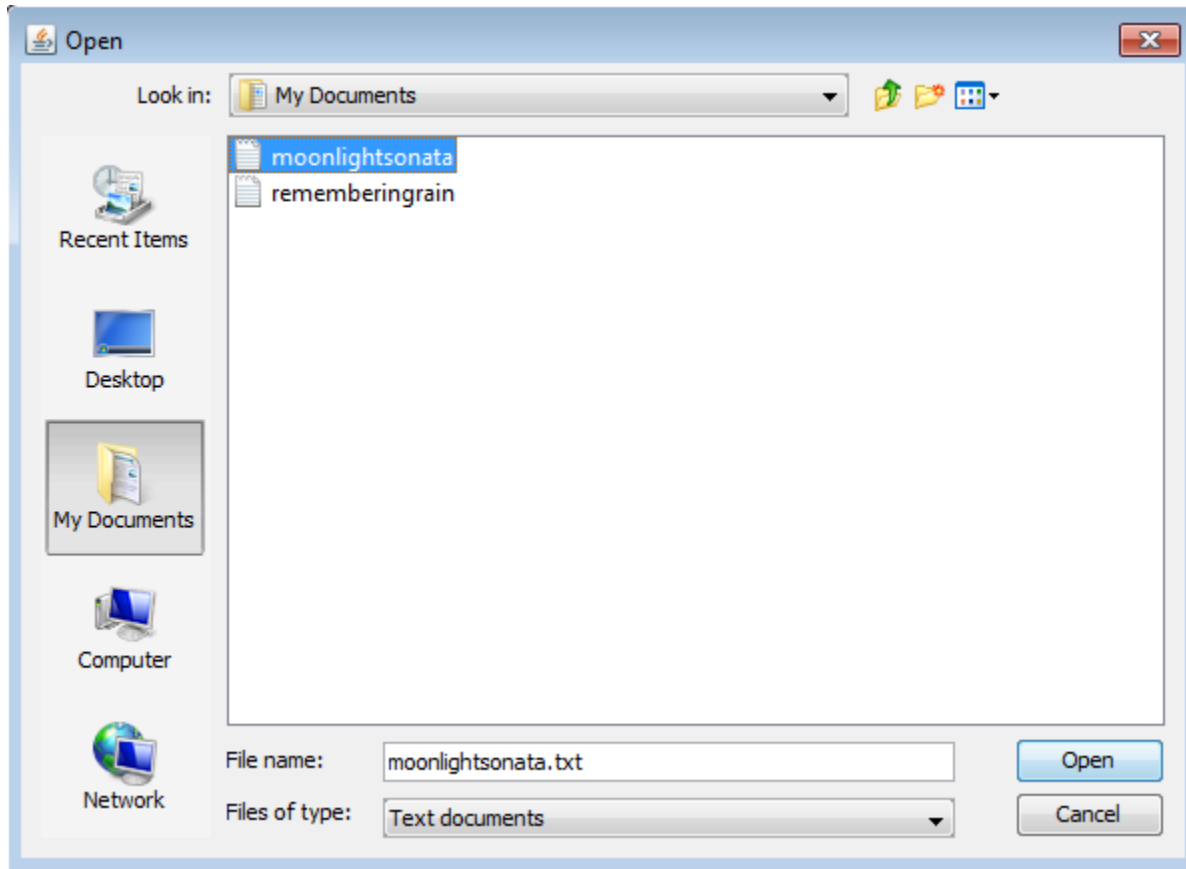 Open
Look in: My Documents
moonlightsonata
rememberingrain
Recent Items
Desktop
My Documents
Computer
Network
File name: moonlightsonata.txt Open
Files of type: Text documents Cancel